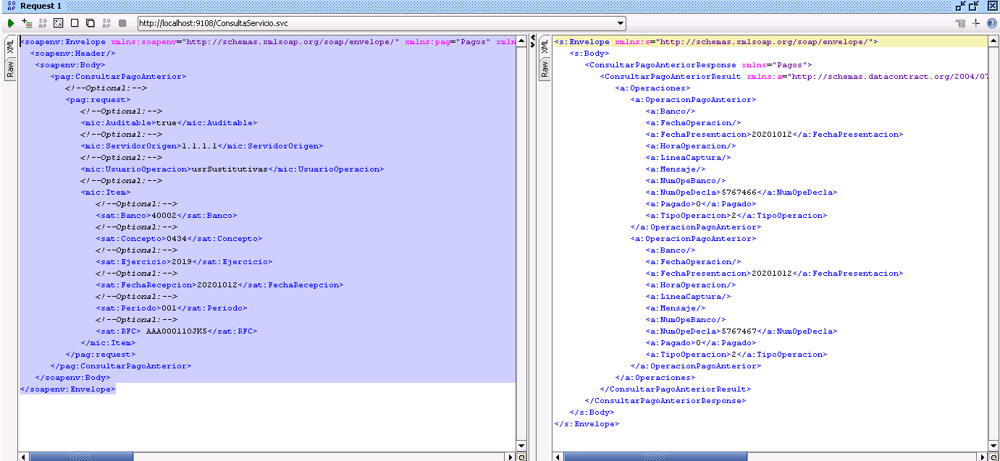 Request 1
http://localhost:9108/ConsultaServicio.svc
XML
Raw
<soapenv:Envelope xmlns:soapenv="http://schemas.xmlsoap.org/soap/envelope/" xmlns:pag="Pagos" xmln
<soapenv:Header/>
<soapenv:Body>
<pag:ConsultarPagoAnterior>
<!--Optional:-->
<pag:request>
<!--Optional:-->
<mic:Auditable>true</mic:Auditable>
<!--Optional:-->
<mic:ServidorOrigen>1.1.1.1</mic:ServidorOrigen>
<!--Optional:-->
<mic:UsuarioOperacion>usrSustitutivas</mic:UsuarioOperacion>
<!--Optional:-->
<mic:Item>
<!--Optional:-->
<sat:Banco>40002</sat:Banco>
<!--Optional:-->
<sat:Concepto>0434</sat:Concepto>
<!--Optional:-->
<sat:Ejercicio>2019</sat:Ejercicio>
<!--Optional:-->
<sat:FechaRecepcion>20201012</sat:FechaRecepcion>
<!--Optional:-->
<sat:Periodo>001</sat:Periodo>
<!--Optional:-->
<sat:RFC> AAA000110JK5</sat:RFC>
</mic:Item>
</pag:request>
</pag:ConsultarPagoAnterior>
</soapenv:Body>
</soapenv:Envelope>
XML
Raw
<s:Envelope xmlns:s="http://schemas.xmlsoap.org/soap/envelope/">
<s:Body>
<ConsultarPagoAnteriorResponse xmlns="Pagos">
<ConsultarPagoAnteriorResult xmlns:a="http://schemas.datacontract.org/2004/07
<a:Operaciones>
<a:OperacionPagoAnterior>
<a:Banco/>
<a:FechaOperacion/>
<a:FechaPresentacion>20201012</a:FechaPresentacion>
<a:HoraOperacion/>
<a:LineaCaptura/>
<a:Mensaje/>
<a:NumOpeBanco/>
<a:NumOpeDecla>5767466</a:NumOpeDecla>
<a:Pagado>0</a:Pagado>
<a:TipoOperacion>2</a:TipoOperacion>
</a:OperacionPagoAnterior>
<a:OperacionPagoAnterior>
<a:Banco/>
<a:FechaOperacion/>
<a:FechaPresentacion>20201012</a:FechaPresentacion>
<a:HoraOperacion/>
<a:LineaCaptura/>
<a:Mensaje/>
<a:NumOpeBanco/>
<a:NumOpeDecla>5767467</a:NumOpeDecla>
<a:Pagado>0</a:Pagado>
<a:TipoOperacion>2</a:TipoOperacion>
</a:OperacionPagoAnterior>
</a:Operaciones>
</ConsultarPagoAnteriorResult>
</ConsultarPagoAnteriorResponse>
</s:Body>
</s:Envelope>